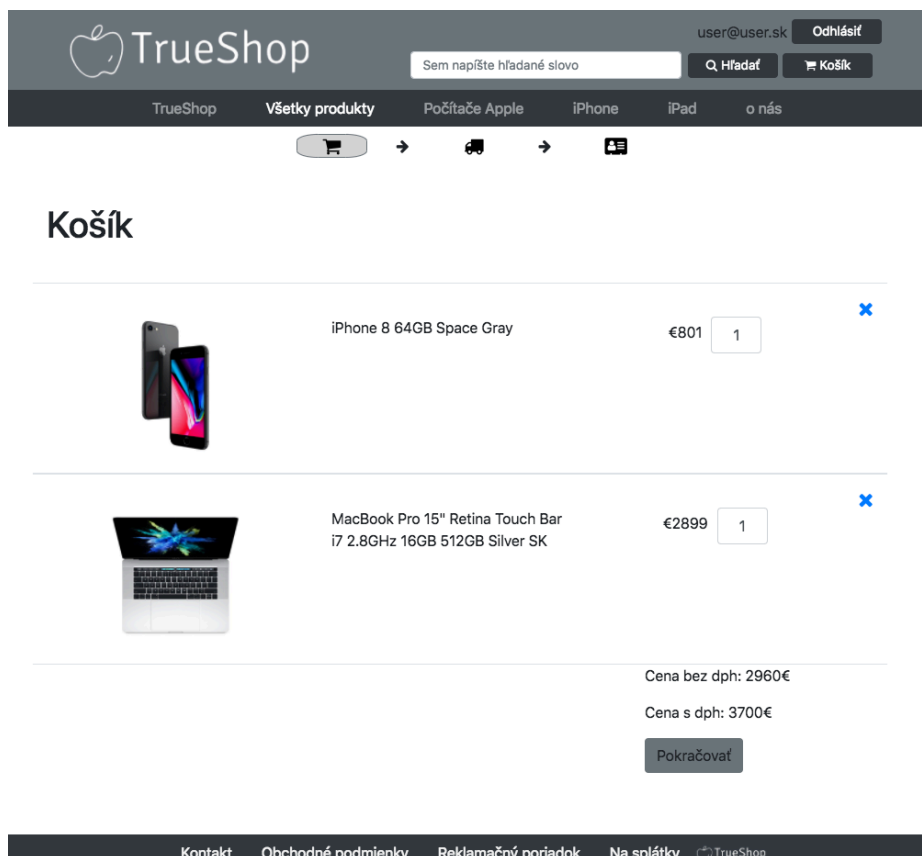 TrueShop
user@user.sk Odhlásiť
Sem napíšte hľadané slovo Hľadať Košík
TrueShop Všetky produkty Počítače Apple iPhone iPad o nás
Košík
iPhone 8 64GB Space Gray €801 1
MacBook Pro 15" Retina Touch Bar
i7 2.8GHz 16GB 512GB Silver SK
€2899 1
Cena bez dph: 2960€
Cena s dph: 3700€
Pokračovať
Kontakt Obchodné podmienky Reklamačný poriadok Na splátky TrueShop